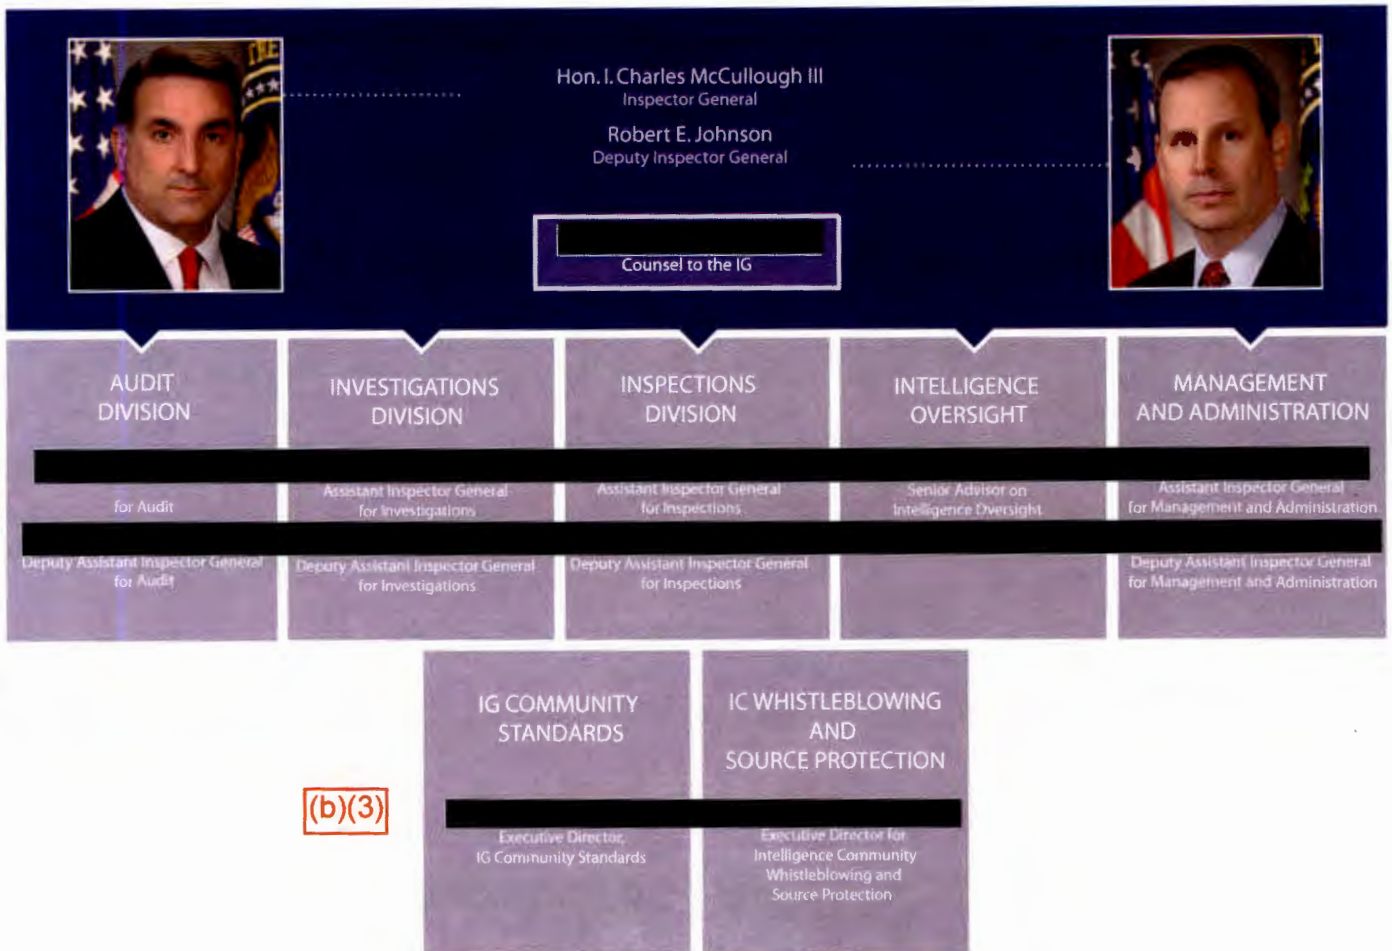 THE
Hon. I. Charles McCullough III
Inspector General
Robert E. Johnson
Deputy Inspector General
Counsel to the IG
AUDIT
DIVISION
for Audit
Deputy Assistant Inspector General
for Audit
INVESTIGATIONS
DIVISION
Assistant Inspector General
for Investigations
Deputy Assistant Inspector General
for Investigations
INSPECTIONS
DIVISION
Assistant Inspector General
for Inspections
Deputy Assistant Inspector General
for Inspections
INTELLIGENCE
OVERSIGHT
Senior Advisor on
Intelligence Oversight
MANAGEMENT
AND ADMINISTRATION
Assistant Inspector General
for Management and Administration
Deputy Assistant Inspector General
for Management and Administration
IG COMMUNITY
STANDARDS
Executive Director,
IG Community Standards
IC WHISTLEBLOWING
AND
SOURCE PROTECTION
Executive Director for
Intelligence Community
Whistleblowing and
Source Protection
(b)(3)